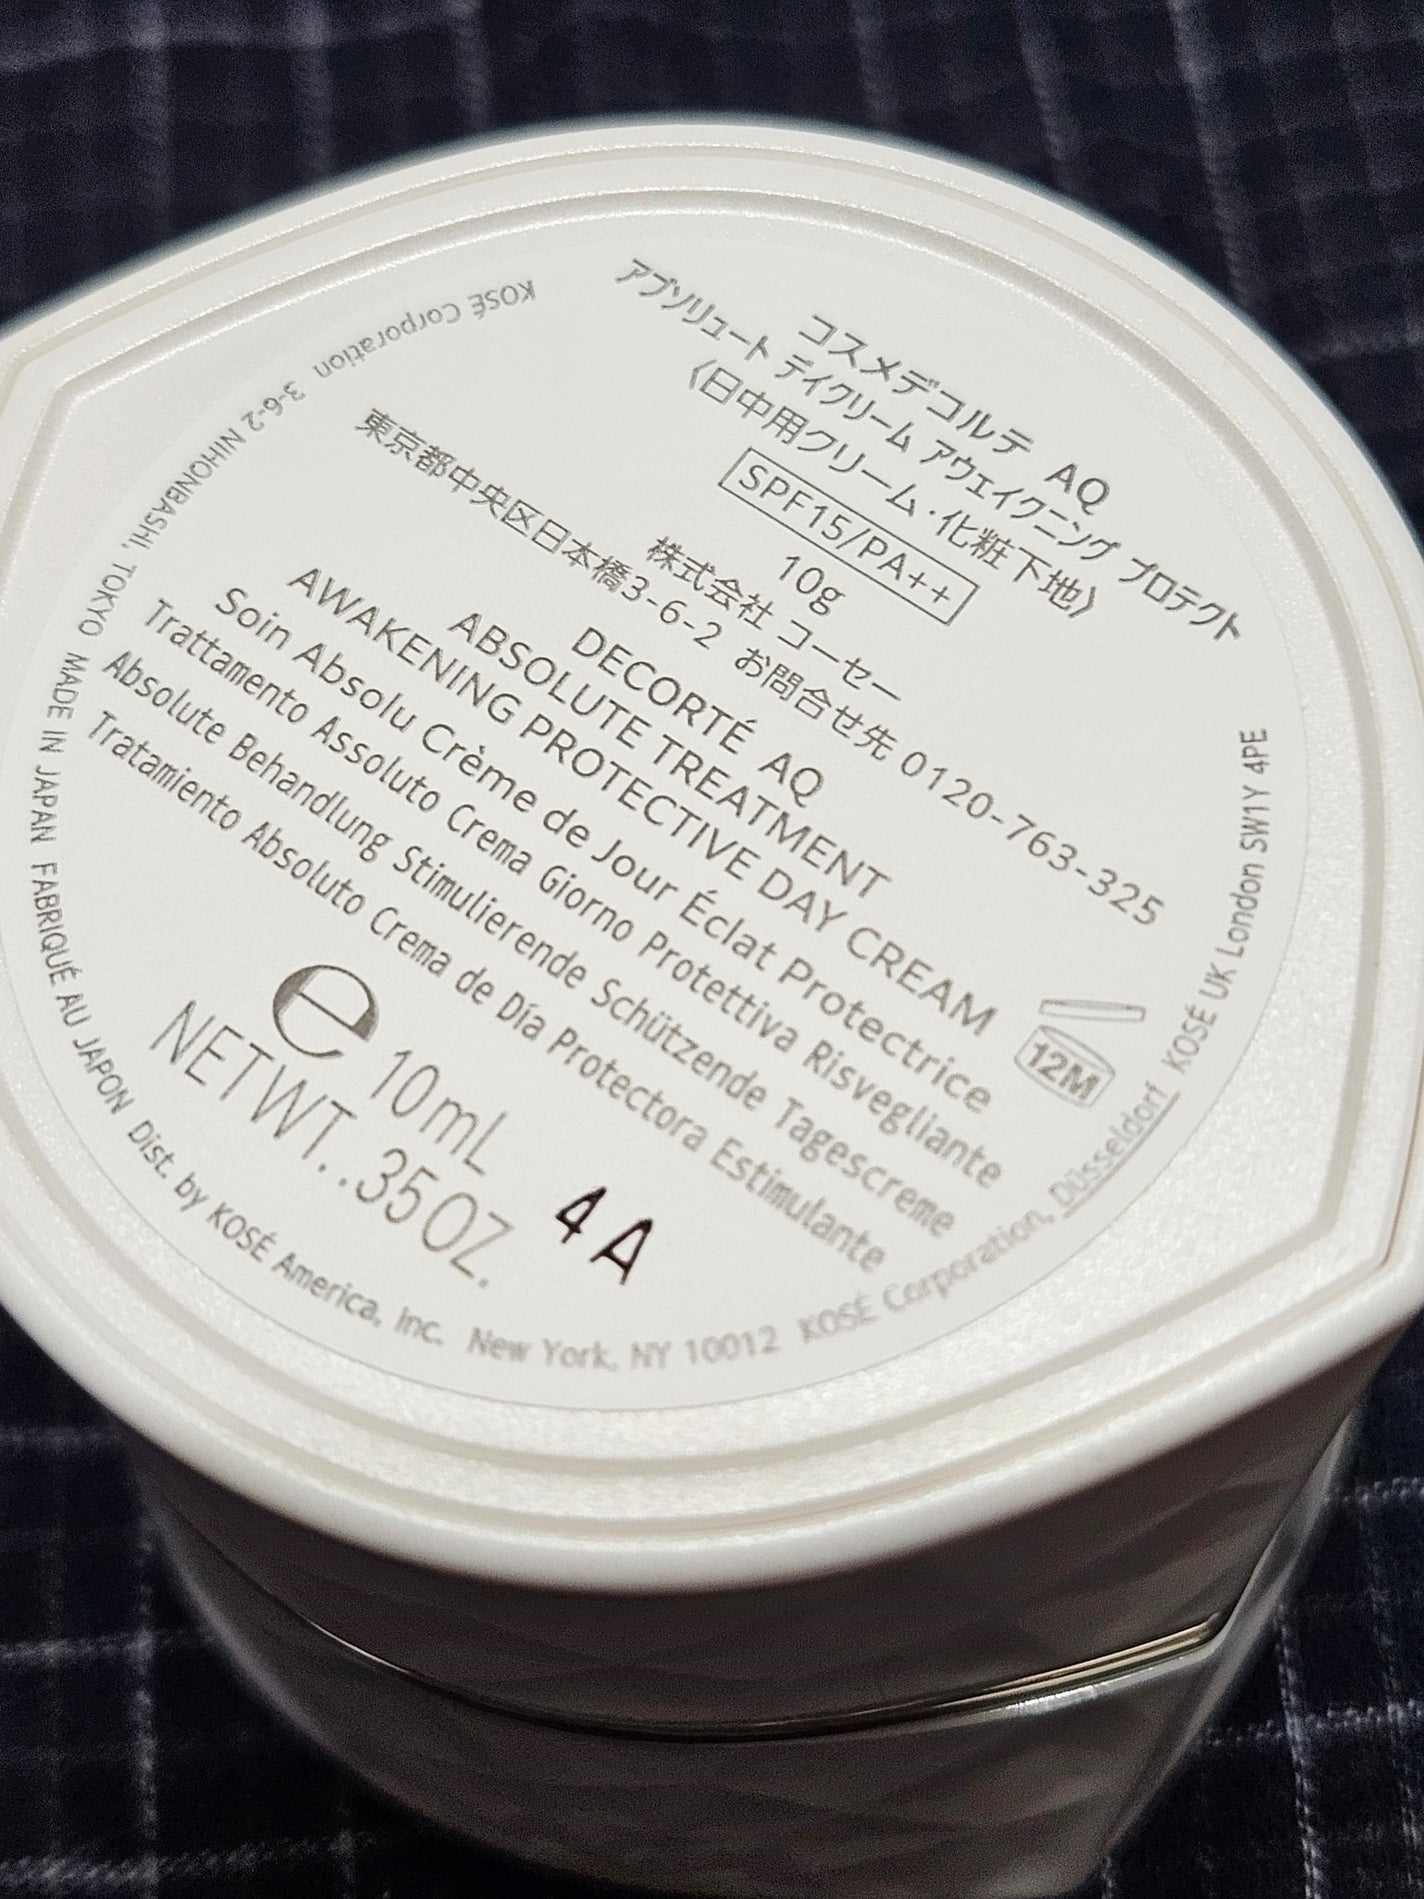 コスメデコルテ AQ
アブソリュート デイクリーム アウェイクニング プロテクト
〈日中用クリーム・化粧下地〉
SPF15/PA++
10g
株式会社 コーセー
東京都中央区日本橋3-6-2 お問合せ先 0120-763-325
DECORTÉ AQ
ABSOLUTE TREATMENT
AWAKENING PROTECTIVE DAY CREAM
Soin Absolu Crème de Jour Éclat Protectrice
Trattamento Assoluto Crema Giorno Protettiva Risvegliante
Absolute Behandlung Stimulierende Schützende Tagescreme
Tratamiento Absoluto Crema de Día Protectora Estimulante
12M
℮ 10mL
NETWT. .35OZ.
4A
KOSÉ Corporation 3-6-2 NIHONBASHI, TOKYO MADE IN JAPAN FABRIQUÉ AU JAPON Dist. by KOSÉ America, Inc. New York, NY 10012 KOSÉ Corporation, Düsseldorf KOSÉ UK London SW1Y 4PE